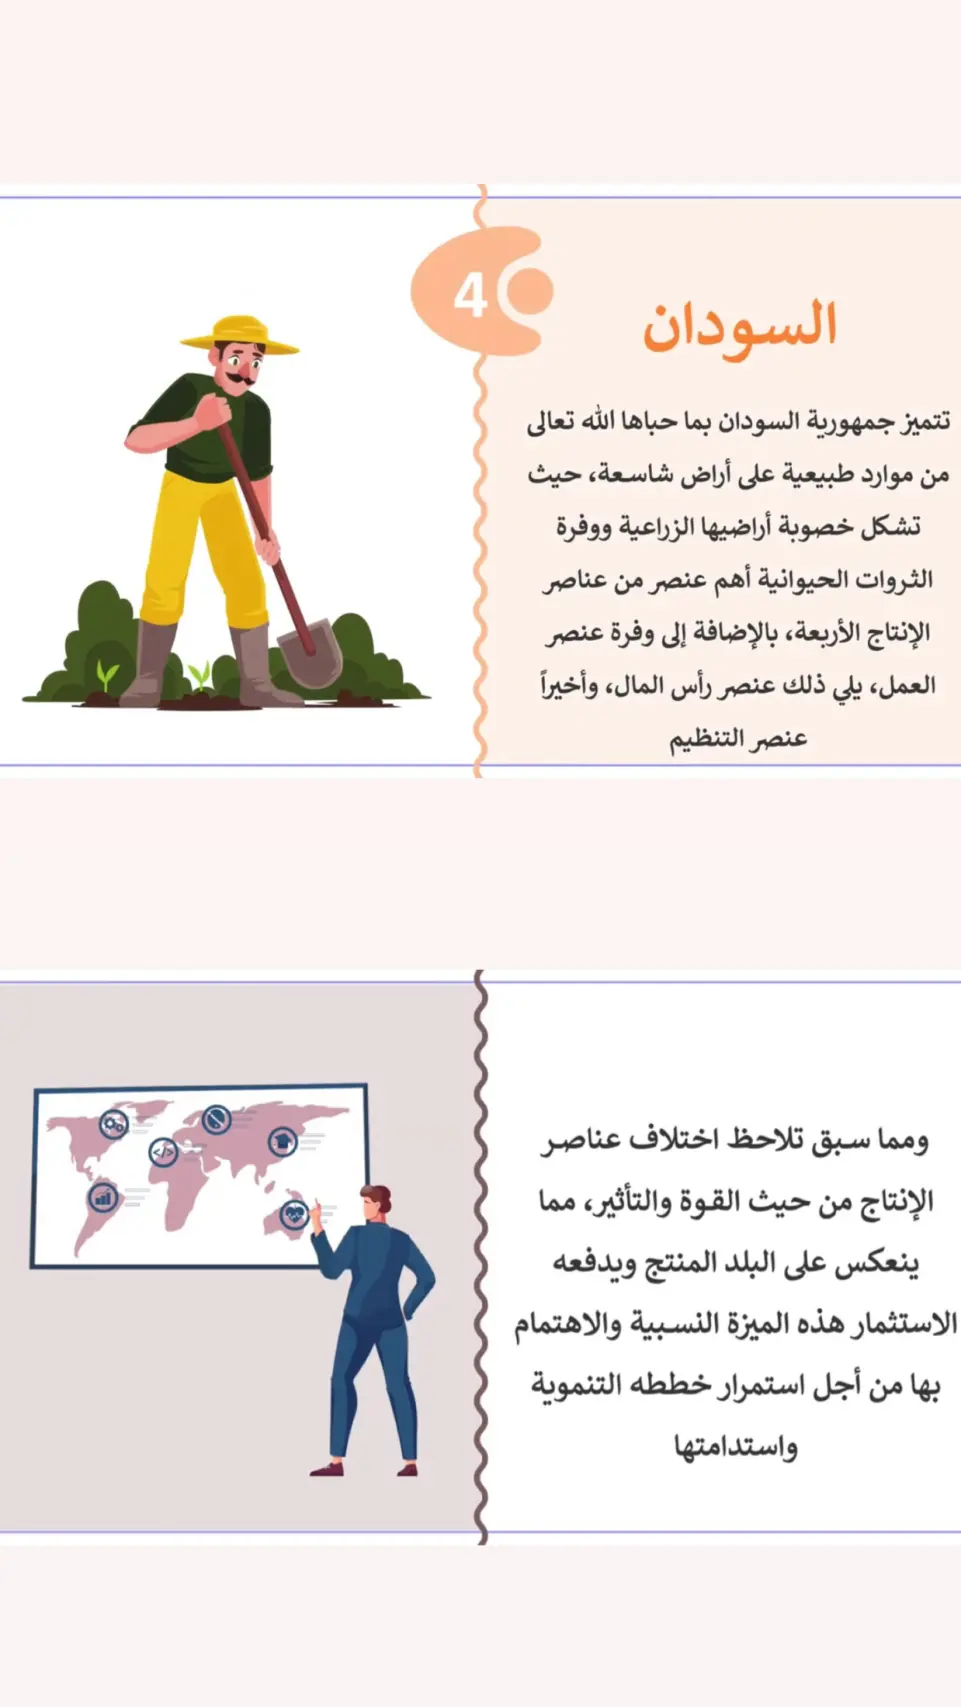 4
السودان
تتميز جمهورية السودان بما حباها الله تعالى
من موارد طبيعية على أراض شاسعة، حيث
تشكل خصوبة أراضيها الزراعية ووفرة
الثروات الحيوانية أهم عنصر من عناصر
الإنتاج الأربعة، بالإضافة إلى وفرة عنصر
العمل، يلي ذلك عنصر رأس المال، وأخيراً
عنصر التنظيم
ومما سبق تلاحظ اختلاف عناصر
الإنتاج من حيث القوة والتأثير، مما
ينعكس على البلد المنتج ويدفعه
الاستثمار هذه الميزة النسبية والاهتمام
بها من أجل استمرار خططه التنموية
واستدامتها